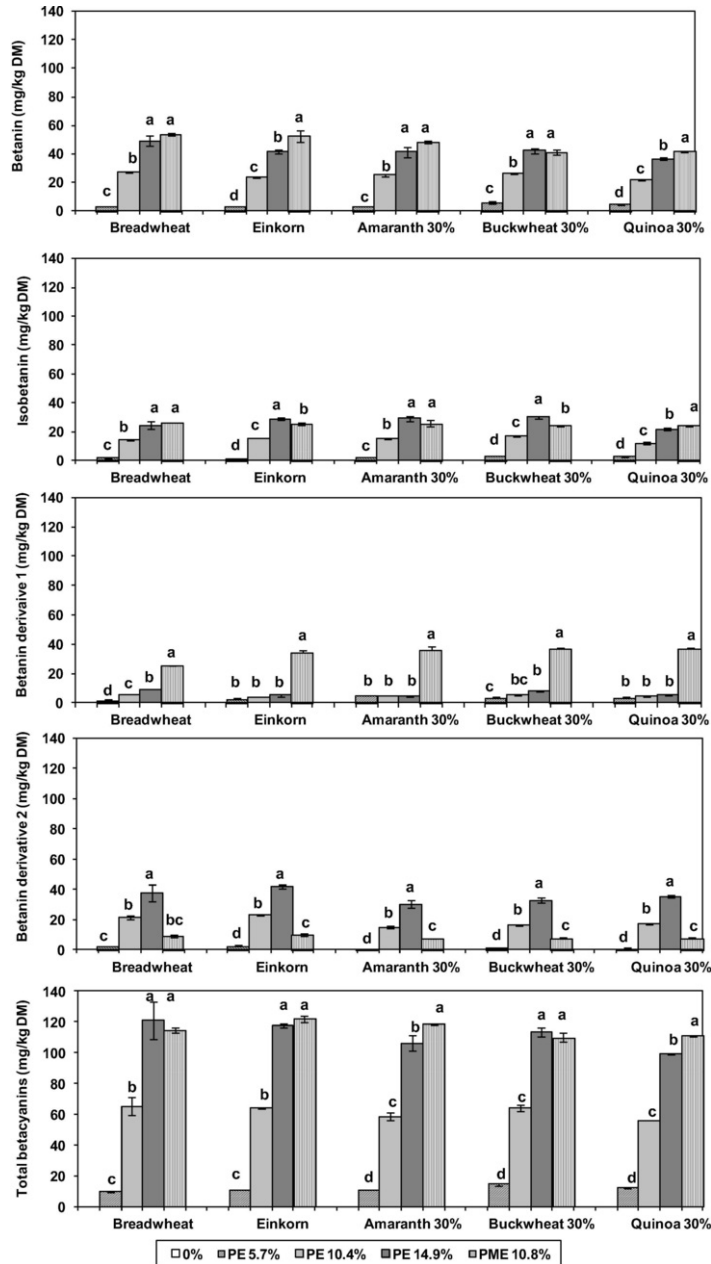 Betanin (mg/kg DM)
140
120
100
80
60
40
20
0
c b a a d c b a c b a a c b a a d c b a
Breadwheat Einkorn Amaranth 30% Buckwheat 30% Quinoa 30%
Isobetanin (mg/kg DM)
140
120
100
80
60
40
20
0
c b a a d c a b c b a a d c a b d c b a
Breadwheat Einkorn Amaranth 30% Buckwheat 30% Quinoa 30%
Betanin derivaive 1 (mg/kg DM)
140
120
100
80
60
40
20
0
d c b a b b b a b b b a c bc b a b b b a
Breadwheat Einkorn Amaranth 30% Buckwheat 30% Quinoa 30%
Betanin derivative 2 (mg/kg DM)
140
120
100
80
60
40
20
0
c b a bc d b a c d b a c d b a c d b a c
Breadwheat Einkorn Amaranth 30% Buckwheat 30% Quinoa 30%
Total betacyanins (mg/kg DM)
140
120
100
80
60
40
20
0
c b a a c b a a d c b a d c a a d c b a
Breadwheat Einkorn Amaranth 30% Buckwheat 30% Quinoa 30%
0% PE 5.7% PE 10.4% PE 14.9% PME 10.8%